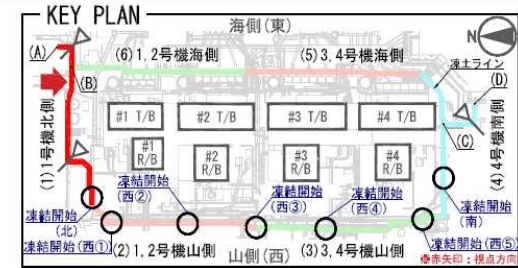 KEY PLAN
海側(東)
N
(A)
(6)1,2号機海側
(5)3,4号機海側
凍土ライン
(B)
(D)
#1 T/B
#2 T/B
#3 T/B
#4 T/B
(C)
(1)1号機北側
#1
R/B
#2
R/B
#3
R/B
#4
R/B
(4)4号機南側
凍結開始
(西②)
凍結開始
(西③)
凍結開始
(西④)
凍結開始
(南)
凍結開始
(北)
凍結開始(西①)
(2)1,2号機山側
山側(西)
(3)3,4号機山側
凍結開始(西⑤)
※赤矢印:視点方向